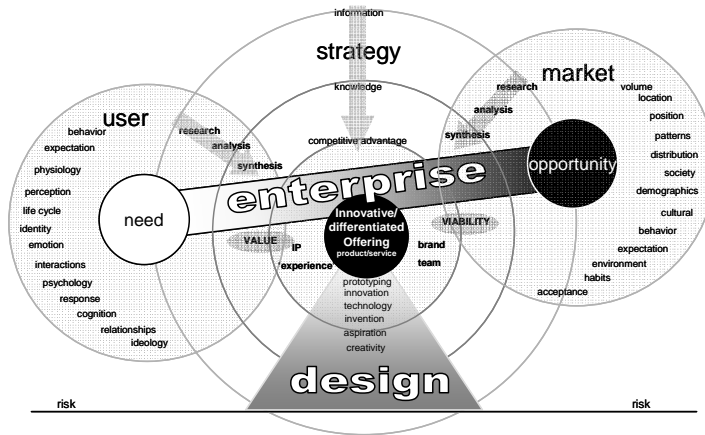 information
strategy
knowledge
competitive advantage
user
research
analysis
synthesis
behavior
expectation
physiology
perception
life cycle
identity
emotion
interactions
psychology
response
cognition
relationships
ideology
need
enterprise
market
research
analysis
synthesis
volume
location
position
patterns
distribution
society
demographics
cultural
behavior
expectation
environment
habits
acceptance
opportunity
VALUE
VIABILITY
IP
experience
Innovative/
differentiated
Offering
product/service
brand
team
prototyping
innovation
technology
invention
aspiration
creativity
design
risk
risk